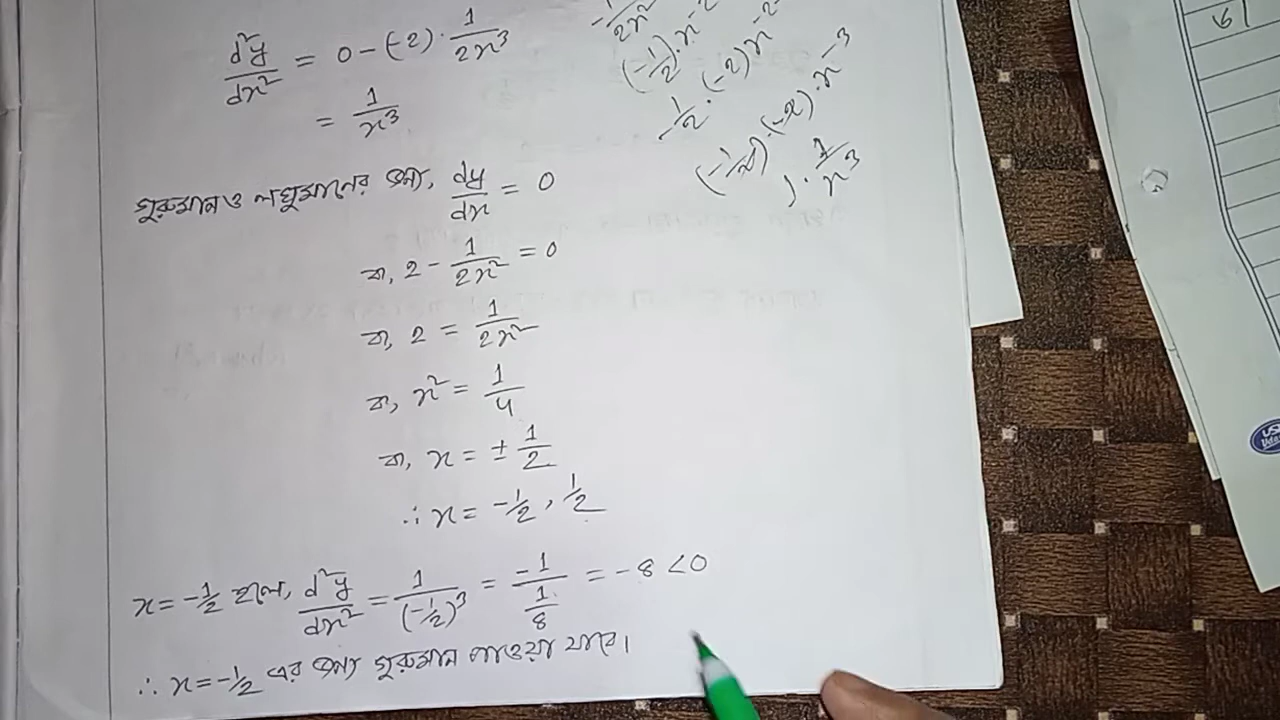 d²y/dx² = 0 - (-2) · 1/2x³
= 1/x³
গুরুমান ও লঘুমানের জন্য, dy/dx = 0
বা, 2 - 1/2x² = 0
বা, 2 = 1/2x²
বা, x² = 1/4
বা, x = ± 1/2
∴ x = -1/2, 1/2
x = -1/2 হলে, d²y/dx² = 1/(-1/2)³ = -1/(1/8) = -8 < 0
∴ x = -1/2 এর জন্য গুরুমান পাওয়া যাবে।
-1/2x²
(-1/2)·x⁻²
-1/2·(-2)x⁻²⁻
(-1/2)·(-2)·x⁻³
1·1/x³